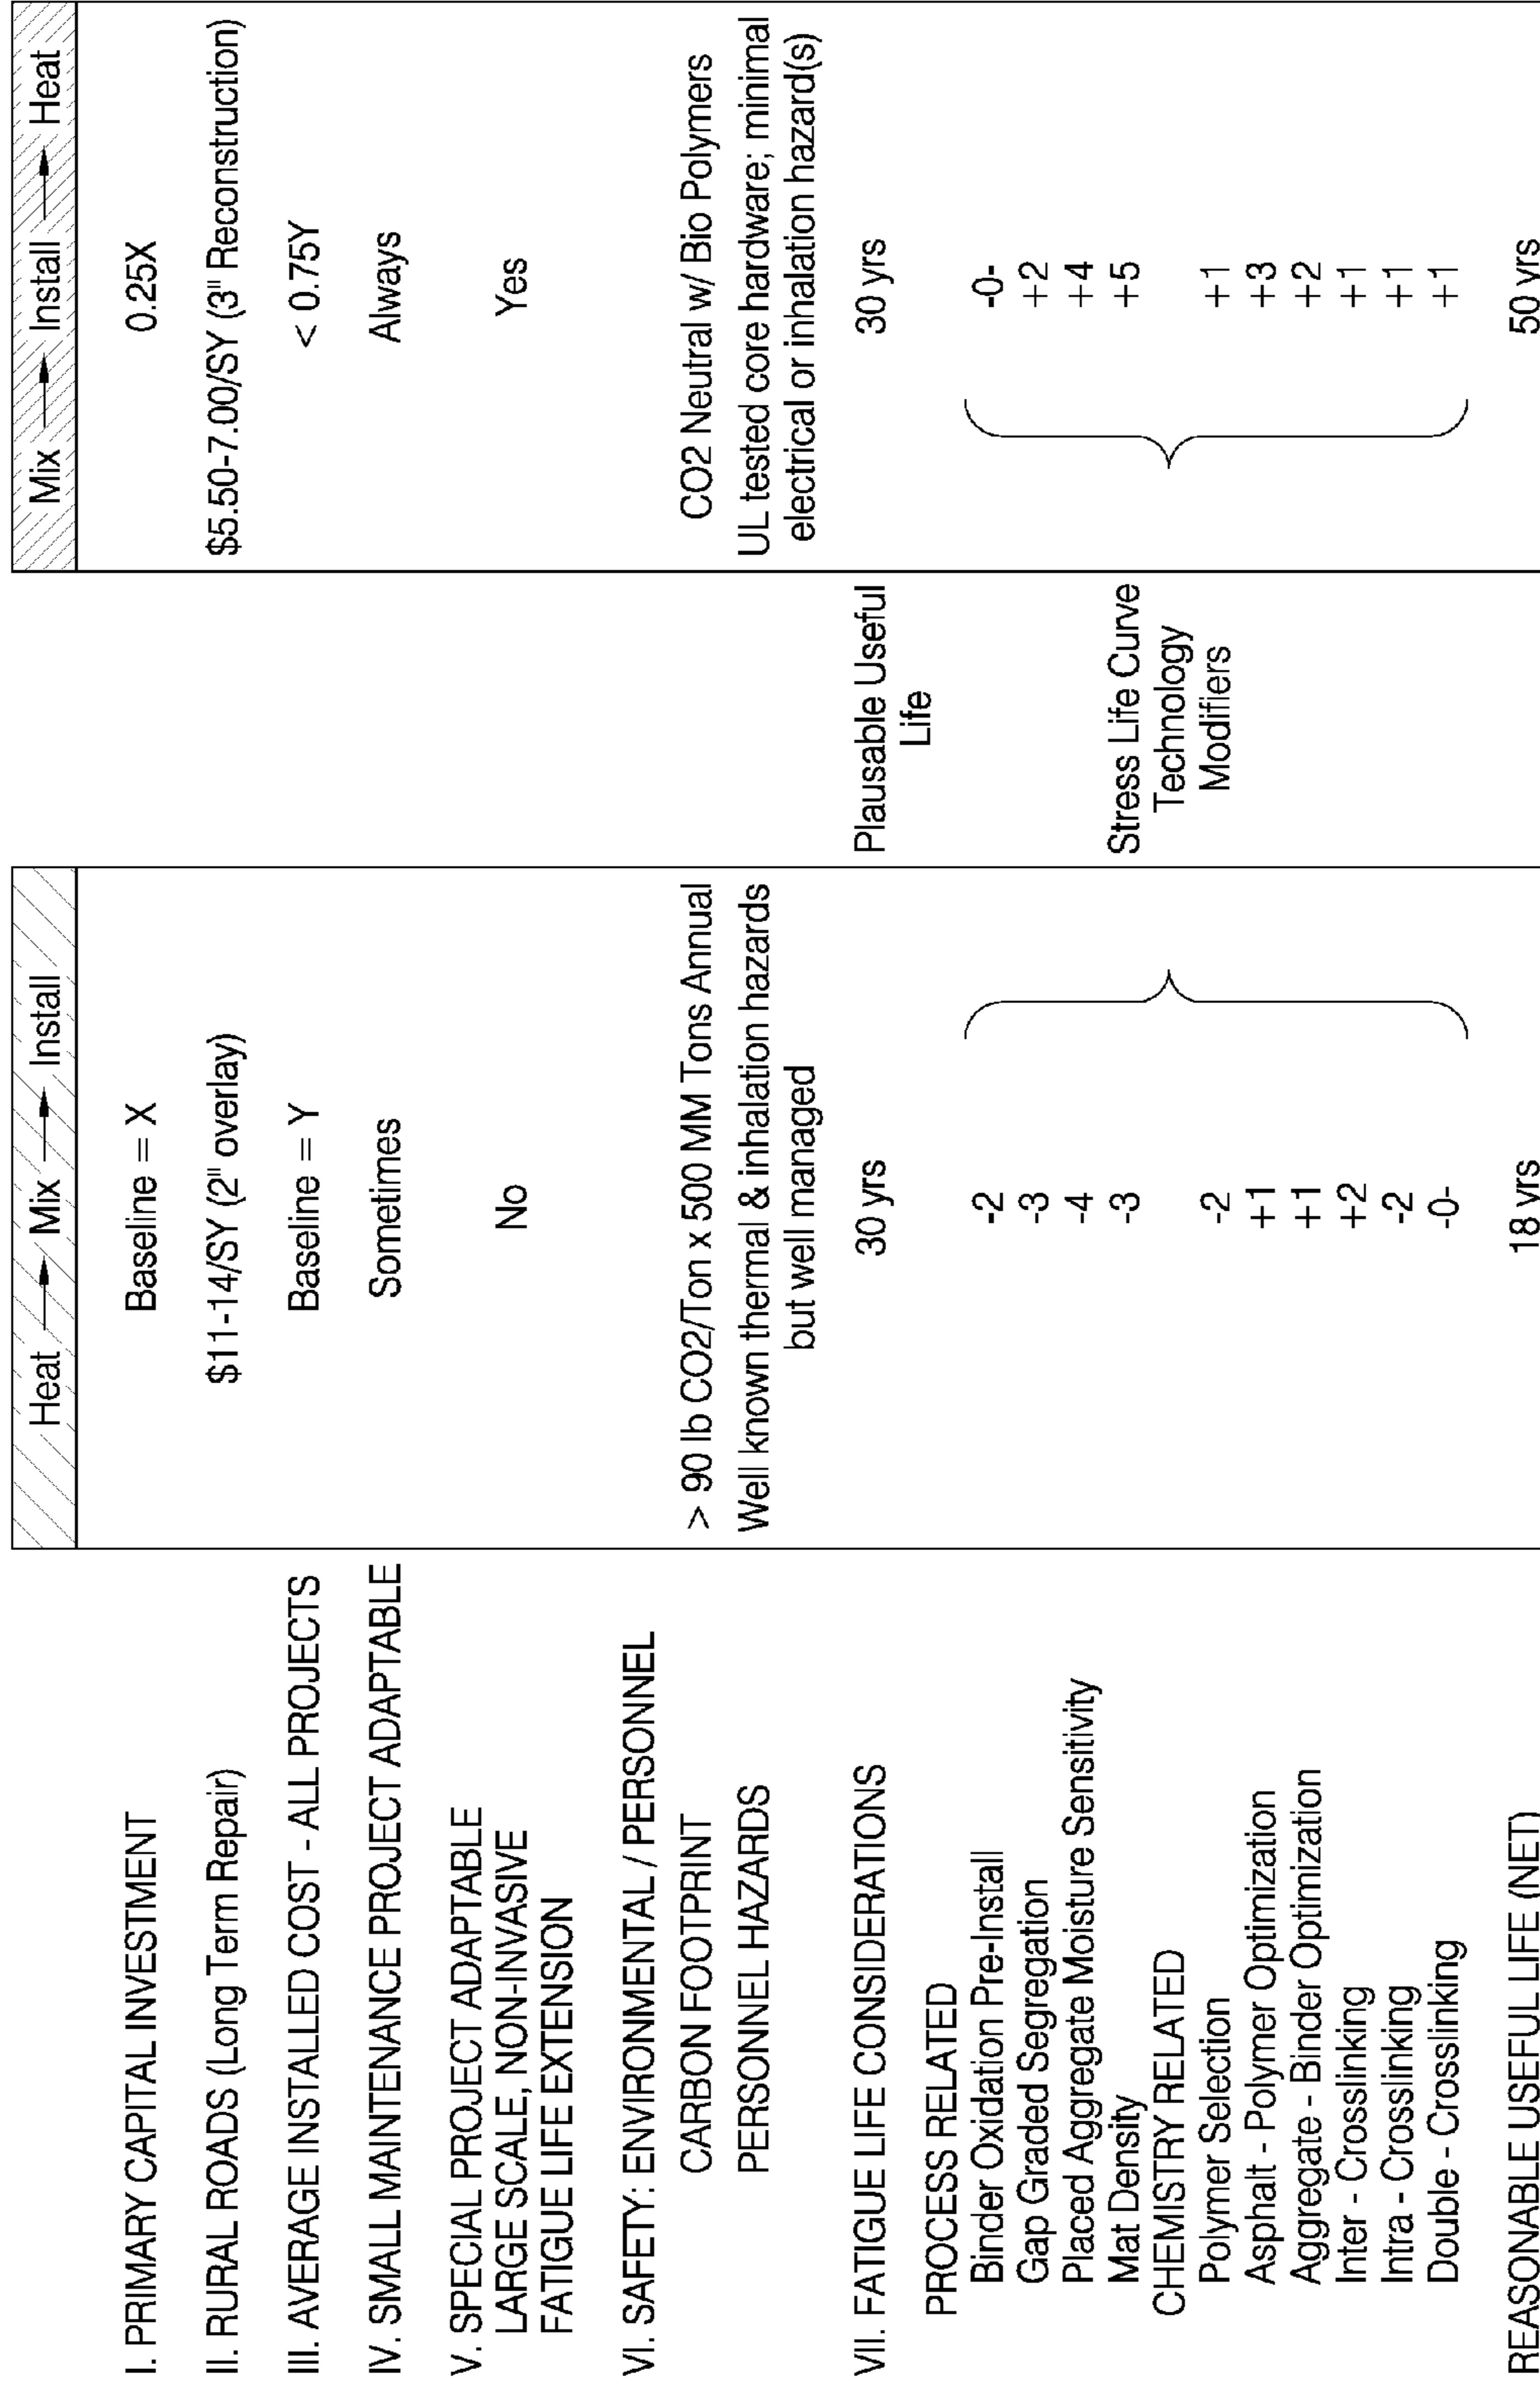 Heat → Mix → Install
Mix → Install → Heat
I. PRIMARY CAPITAL INVESTMENT
Baseline = X
0.25X
II. RURAL ROADS (Long Term Repair)
$11-14/SY (2" overlay)
$5.50-7.00/SY (3" Reconstruction)
III. AVERAGE INSTALLED COST - ALL PROJECTS
Baseline = Y
< 0.75Y
IV. SMALL MAINTENANCE PROJECT ADAPTABLE
Sometimes
Always
V. SPECIAL PROJECT ADAPTABLE
LARGE SCALE, NON-INVASIVE
FATIGUE LIFE EXTENSION
No
Yes
VI. SAFETY: ENVIRONMENTAL / PERSONNEL
CARBON FOOTPRINT
> 90 lb CO2/Ton x 500 MM Tons Annual
CO2 Neutral w/ Bio Polymers
PERSONNEL HAZARDS
Well known thermal & inhalation hazards
but well managed
UL tested core hardware; minimal
electrical or inhalation hazard(s)
VII. FATIGUE LIFE CONSIDERATIONS
30 yrs
Plausable Useful
Life
30 yrs
PROCESS RELATED
Binder Oxidation Pre-Install
-2
-0-
Gap Graded Segregation
-3
+2
Placed Aggregate Moisture Sensitivity
-4
+4
Mat Density
-3
+5
Stress Life Curve
Technology
Modifiers
CHEMISTRY RELATED
Polymer Selection
-2
+1
Asphalt - Polymer Optimization
+1
+3
Aggregate - Binder Optimization
+1
+2
Inter - Crosslinking
+2
+1
Intra - Crosslinking
-2
+1
Double - Crosslinking
-0-
+1
REASONABLE USEFUL LIFE (NET)
18 yrs
50 yrs